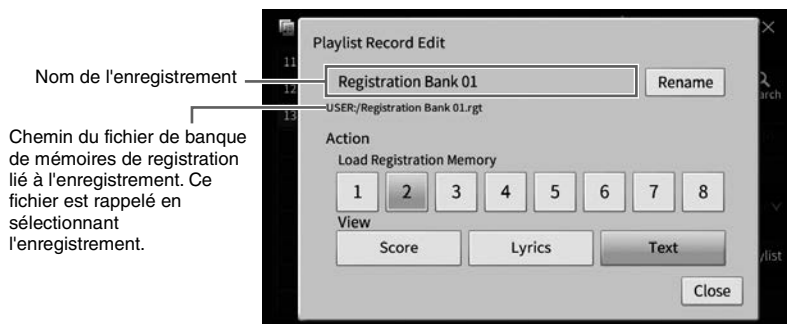 Nom de l'enregistrement
Chemin du fichier de banque
de mémoires de registration
lié à l'enregistrement. Ce
fichier est rappelé en
sélectionnant
l'enregistrement.
Playlist Record Edit
Registration Bank 01
Rename
USER:/Registration Bank 01.rgt
Action
Load Registration Memory
1 2 3 4 5 6 7 8
View
Score Lyrics Text
Close
11
12
13
arch
ylist